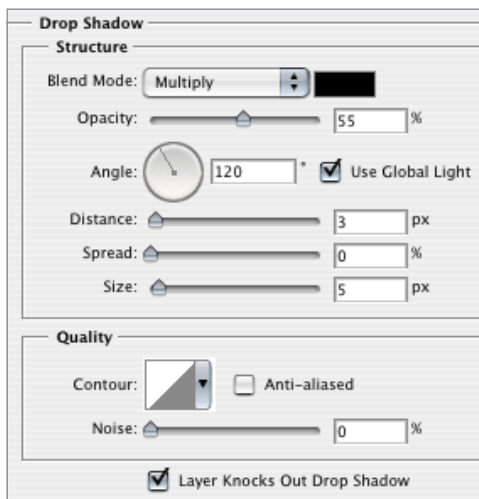 Drop Shadow
Structure
Blend Mode: Multiply
Opacity: 55 %
Angle: 120 ° Use Global Light
Distance: 3 px
Spread: 0 %
Size: 5 px
Quality
Contour: Anti-aliased
Noise: 0 %
Layer Knocks Out Drop Shadow